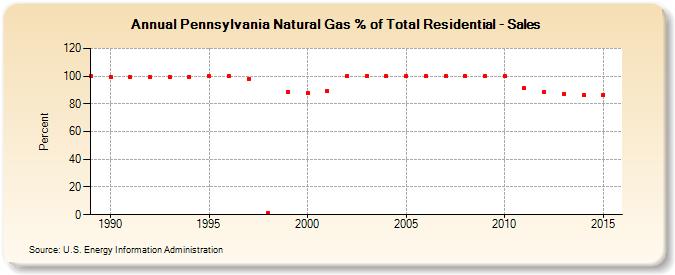 Annual Pennsylvania Natural Gas % of Total Residential - Sales
Percent
120
100
80
60
40
20
0
1990 1995 2000 2005 2010 2015
Source: U.S. Energy Information Administration